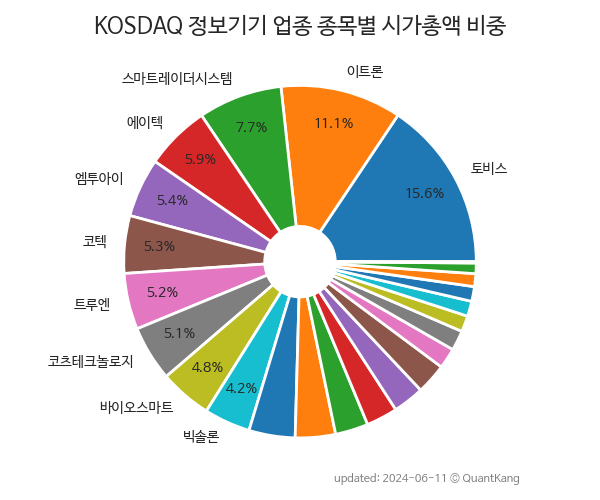 KOSDAQ 정보기기 업종 종목별 시가총액 비중
이트론
스마트레이더시스템
11.1%
7.7%
에이텍
5.9%
토비스
엠투아이
15.6%
5.4%
코텍
5.3%
5.2%
트루엔
5.1%
코츠테크놀로지
4.8%
4.2%
바이오스마트
빅솔론
updated: 2024-06-11 © QuantKang